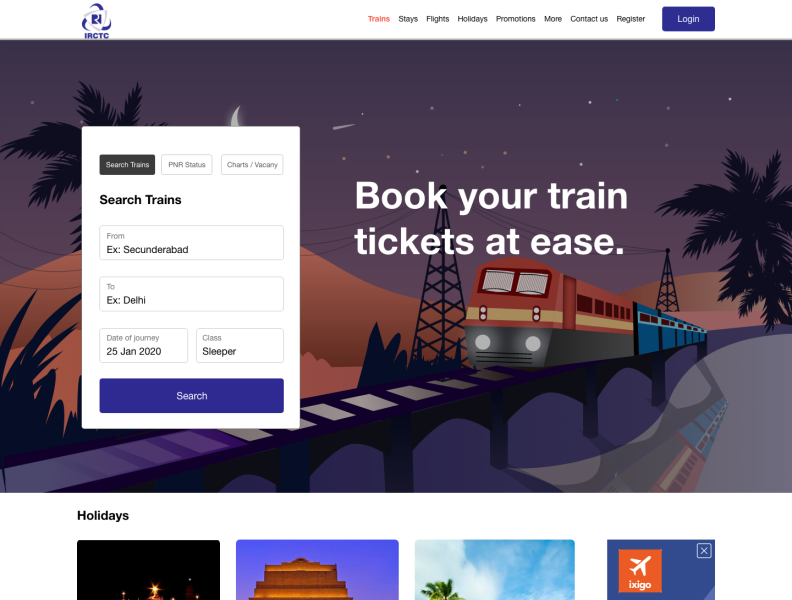 IRCTC
Trains Stays Flights Holidays Promotions More Contact us Register Login
Search Trains PNR Status Charts / Vacany
Search Trains
From
Ex: Secunderabad
To
Ex: Delhi
Date of journey Class
25 Jan 2020 Sleeper
Search
Book your train
tickets at ease.
Holidays
ixigo